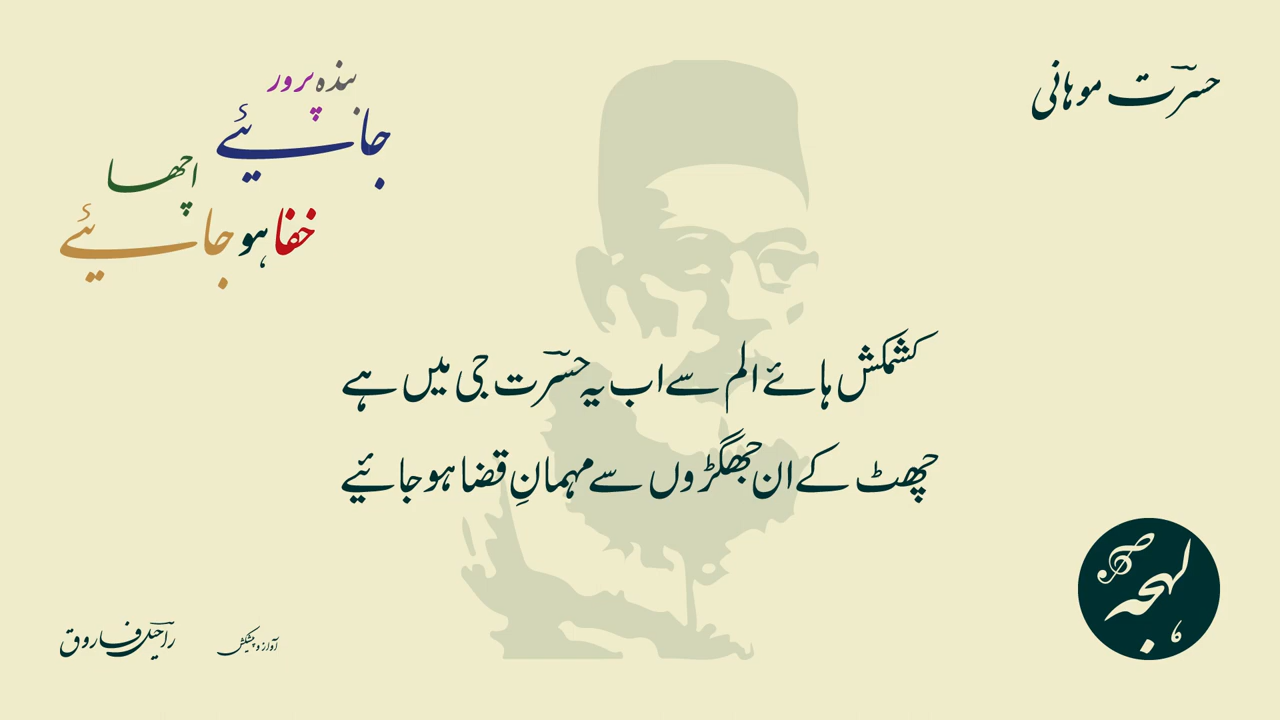 حسرتؔ موہانی
بندہ پرور
جائیے
اچھا
خفا ہو جائیے
کشمکش ہائے الم سے اب یہ حسرتؔ جی میں ہے
چھٹ کے ان جھگڑوں سے مہمانِ قضا ہو جائیے
لہجہ
آواز و پیشکش
راحیلؔ فاروق